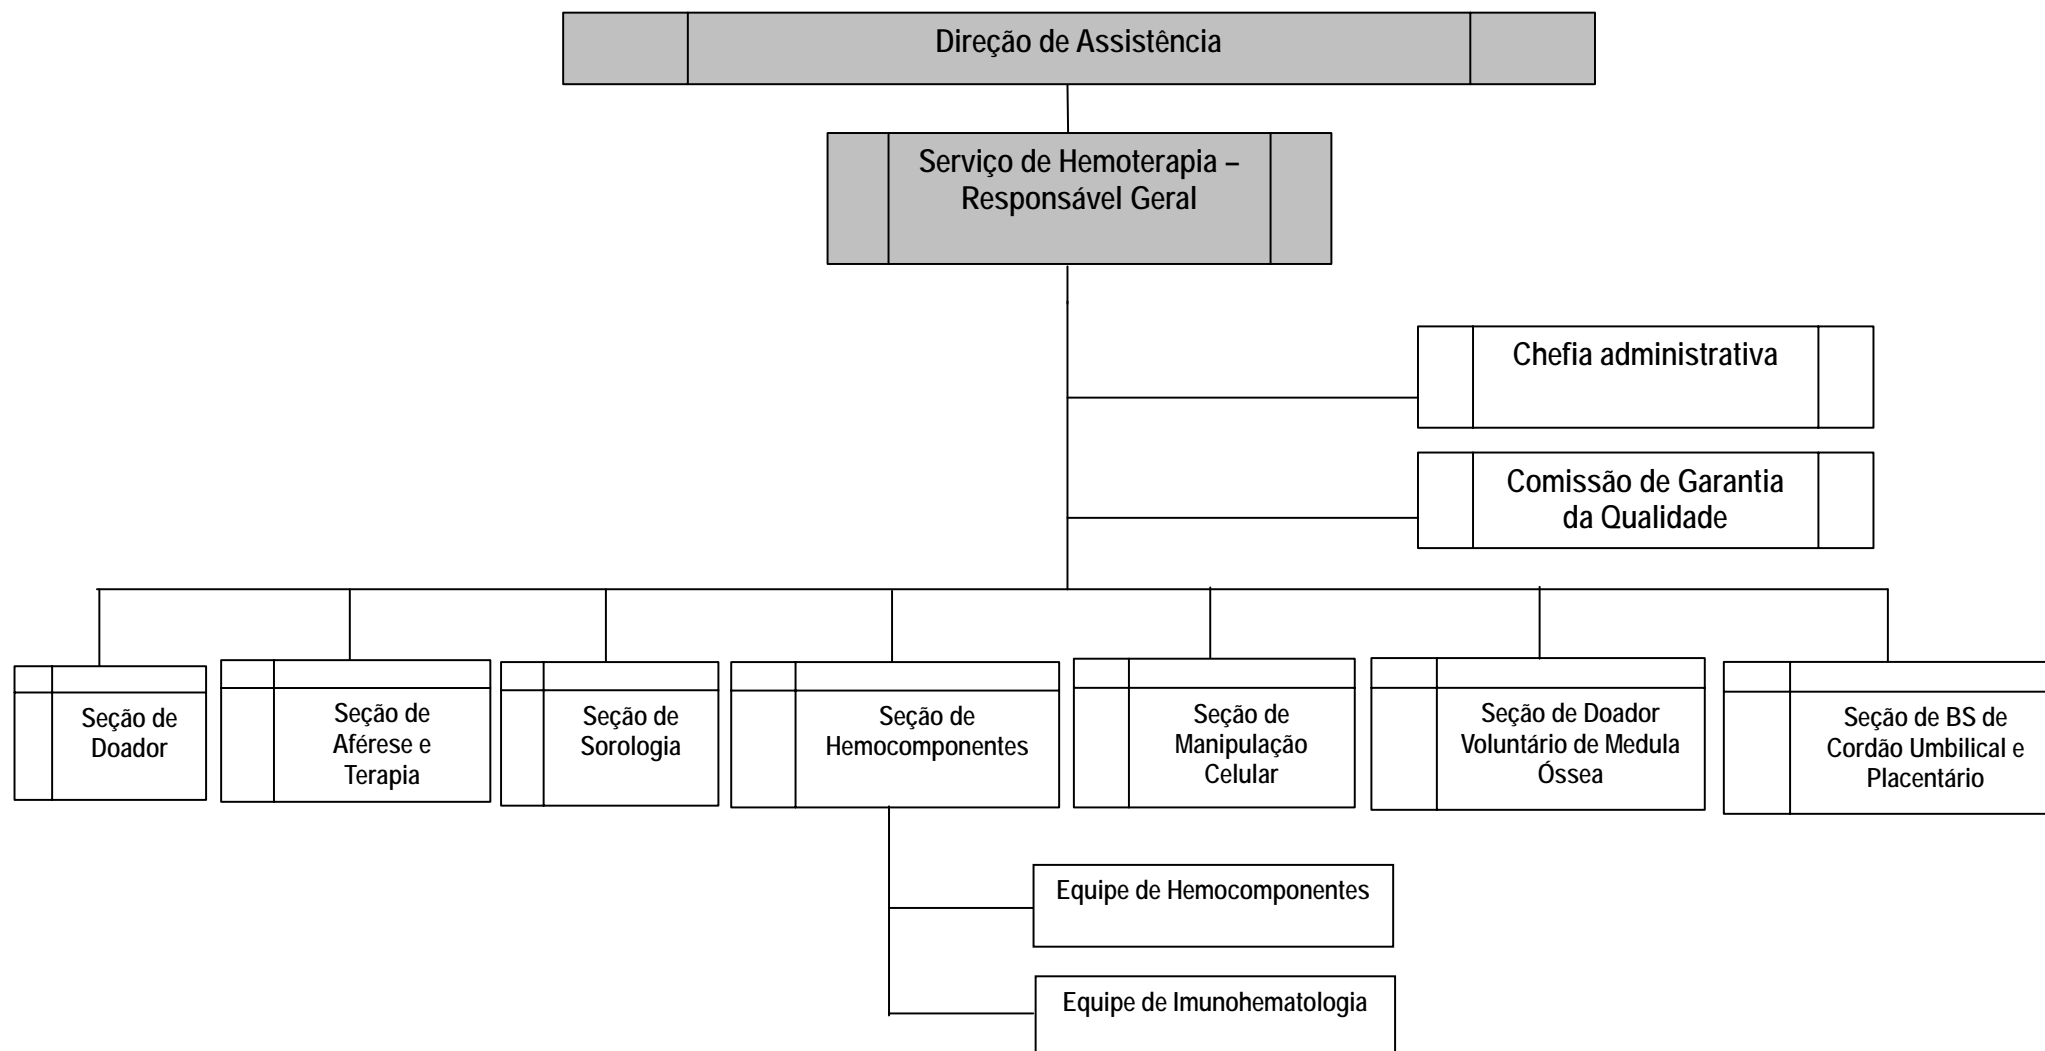 Direção de Assistência
Serviço de Hemoterapia –
Responsável Geral
Chefia administrativa
Comissão de Garantia
da Qualidade
Seção de
Doador
Seção de
Aférese e
Terapia
Seção de
Sorologia
Seção de
Hemocomponentes
Seção de
Manipulação
Celular
Seção de Doador
Voluntário de Medula
Óssea
Seção de BS de
Cordão Umbilical e
Placentário
Equipe de Hemocomponentes
Equipe de Imunohematologia